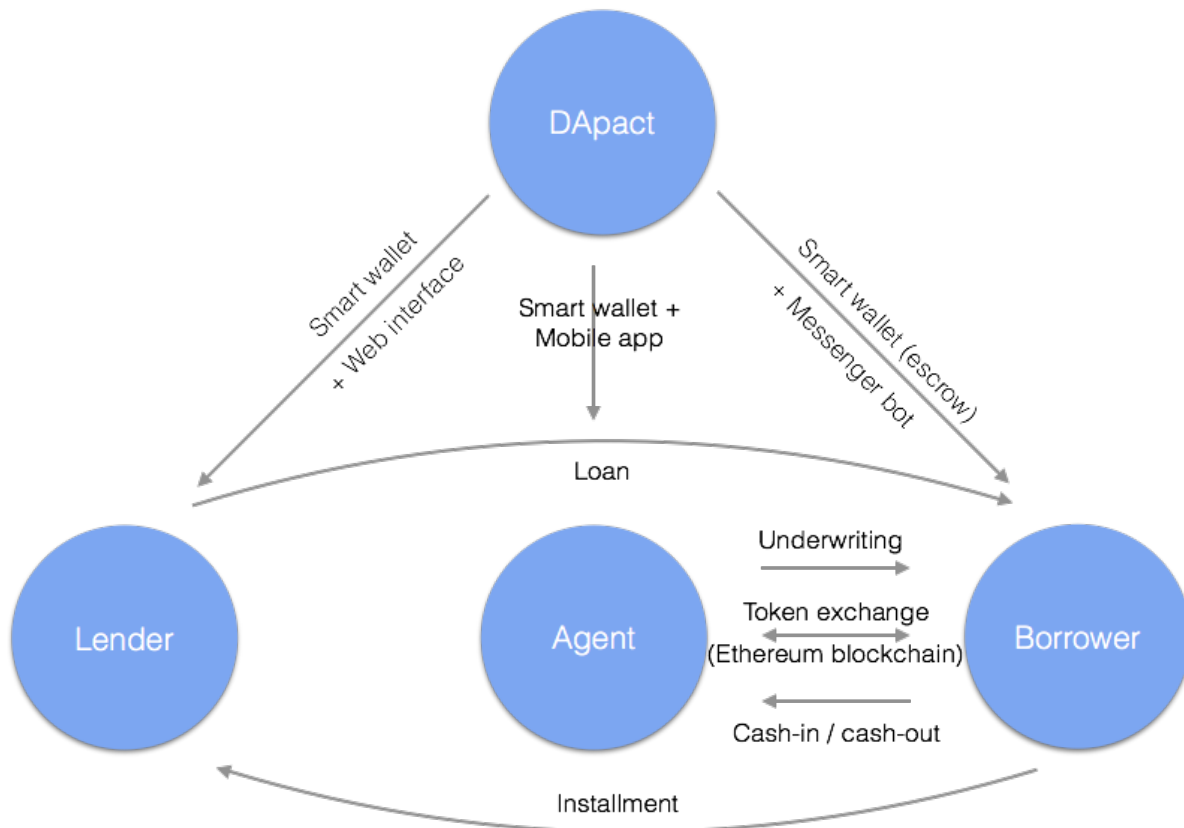 DApact
Smart wallet
+ Web interface
Smart wallet +
Mobile app
Smart wallet (escrow)
+ Messenger bot
Loan
Lender
Agent
Underwriting
Token exchange
(Ethereum blockchain)
Cash-in / cash-out
Borrower
Installment